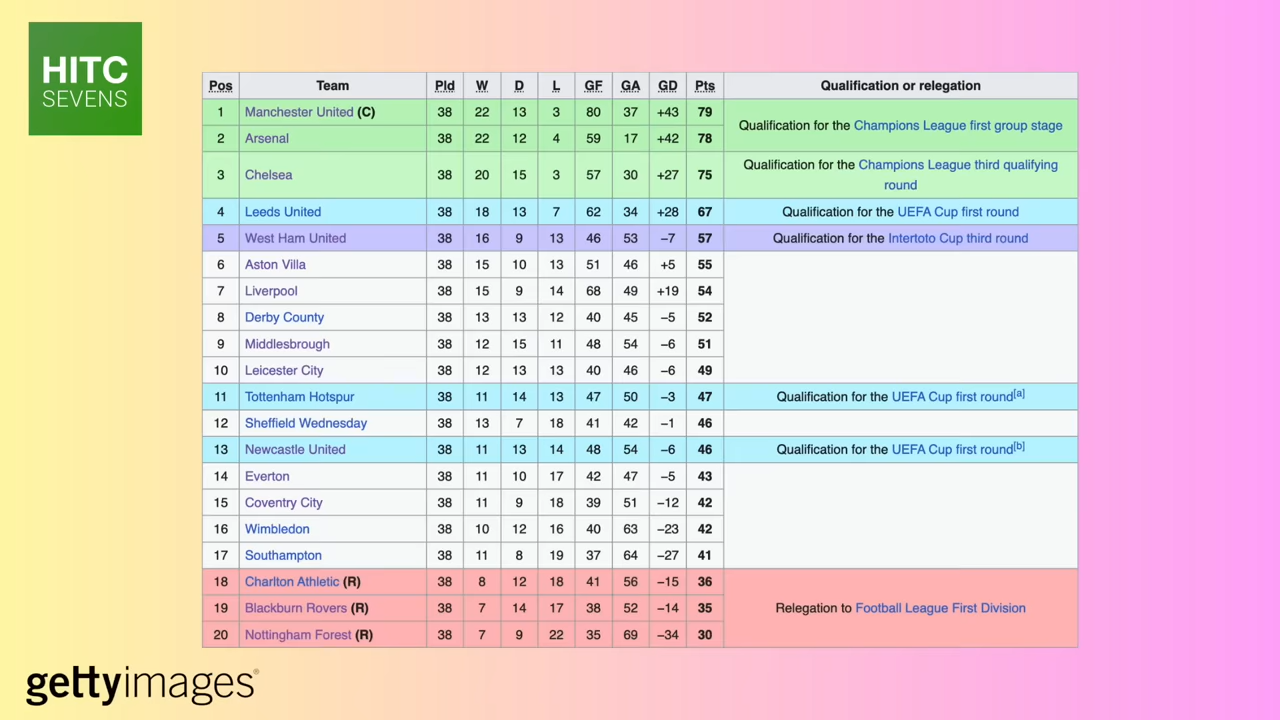 HITC
SEVENS
Pos Team Pld W D L GF GA GD Pts Qualification or relegation
1 Manchester United (C) 38 22 13 3 80 37 +43 79
Qualification for the Champions League first group stage
2 Arsenal 38 22 12 4 59 17 +42 78
3 Chelsea 38 20 15 3 57 30 +27 75 Qualification for the Champions League third qualifying
round
4 Leeds United 38 18 13 7 62 34 +28 67 Qualification for the UEFA Cup first round
5 West Ham United 38 16 9 13 46 53 −7 57 Qualification for the Intertoto Cup third round
6 Aston Villa 38 15 10 13 51 46 +5 55
7 Liverpool 38 15 9 14 68 49 +19 54
8 Derby County 38 13 13 12 40 45 −5 52
9 Middlesbrough 38 12 15 11 48 54 −6 51
10 Leicester City 38 12 13 13 40 46 −6 49
11 Tottenham Hotspur 38 11 14 13 47 50 −3 47 Qualification for the UEFA Cup first round[a]
12 Sheffield Wednesday 38 13 7 18 41 42 −1 46
13 Newcastle United 38 11 13 14 48 54 −6 46 Qualification for the UEFA Cup first round[b]
14 Everton 38 11 10 17 42 47 −5 43
15 Coventry City 38 11 9 18 39 51 −12 42
16 Wimbledon 38 10 12 16 40 63 −23 42
17 Southampton 38 11 8 19 37 64 −27 41
18 Charlton Athletic (R) 38 8 12 18 41 56 −15 36
19 Blackburn Rovers (R) 38 7 14 17 38 52 −14 35 Relegation to Football League First Division
20 Nottingham Forest (R) 38 7 9 22 35 69 −34 30
gettyimages®